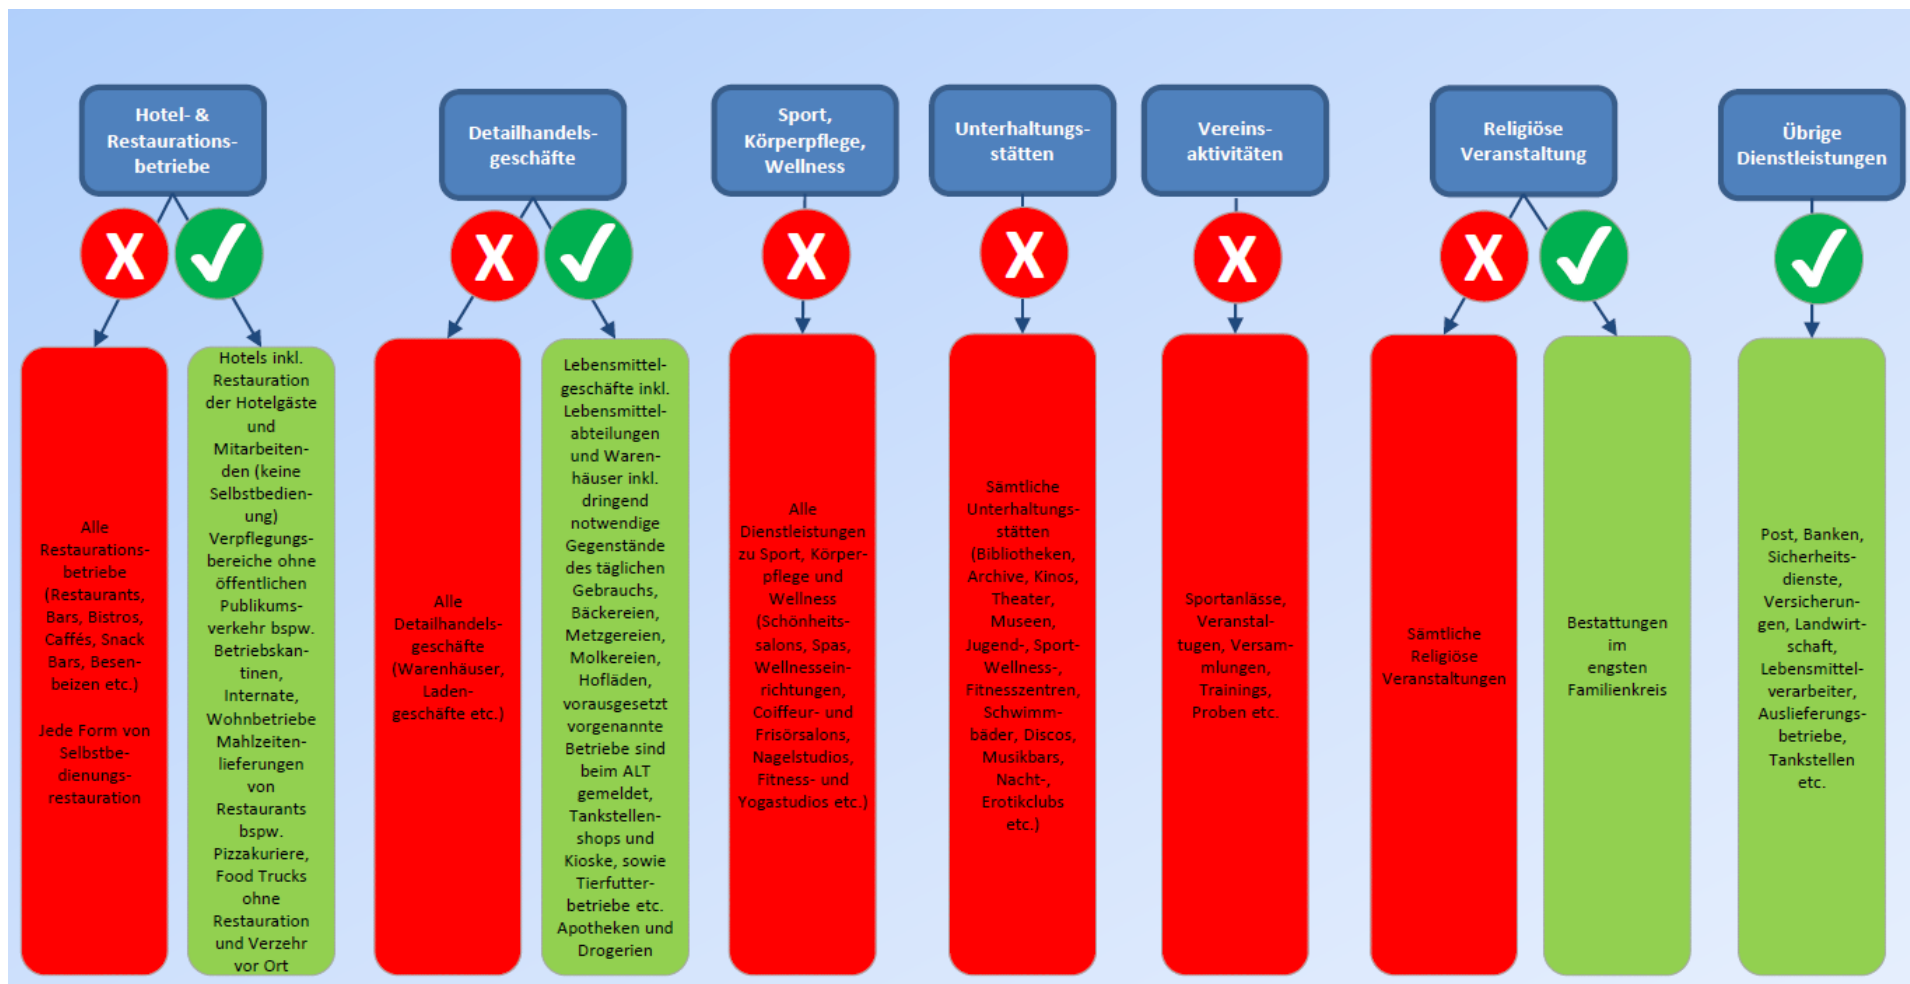 Hotel- &
Restaurations-
betriebe
X
Alle
Restaurations-
betriebe
(Restaurants,
Bars, Bistros,
Caffés, Snack
Bars, Besen-
beizen etc.)
Jede Form von
Selbstbe-
dienungs-
restauration
Hotels inkl.
Restauration
der Hotelgäste
und
Mitarbeiten-
den (keine
Selbstbedien-
ung)
Verpflegungs-
bereiche ohne
öffentlichen
Publikums-
verkehr bspw.
Betriebskan-
tinen,
Internate,
Wohnbetriebe
Mahlzeiten-
lieferungen
von
Restaurants
bspw.
Pizzakuriere,
Food Trucks
ohne
Restauration
und Verzehr
vor Ort
Detailhandels-
geschäfte
X
Alle
Detailhandels-
geschäfte
(Warenhäuser,
Laden-
geschäfte etc.)
Lebensmittel-
geschäfte inkl.
Lebensmittel-
abteilungen
und Waren-
häuser inkl.
dringend
notwendige
Gegenstände
des täglichen
Gebrauchs,
Bäckereien,
Metzgereien,
Molkereien,
Hofläden,
vorausgesetzt
vorgenannte
Betriebe sind
beim ALT
gemeldet,
Tankstellen-
shops und
Kioske, sowie
Tierfutter-
betriebe etc.
Apotheken und
Drogerien
Sport,
Körperpflege,
Wellness
X
Alle
Dienstleistungen
zu Sport, Körper-
pflege und
Wellness
(Schönheits-
salons, Spas,
Wellnessein-
richtungen,
Coiffeur- und
Frisörsalons,
Nagelstudios,
Fitness- und
Yogastudios etc.)
Unterhaltungs-
stätten
X
Sämtliche
Unterhaltungs-
stätten
(Bibliotheken,
Archive, Kinos,
Theater,
Museen,
Jugend-, Sport-
Wellness-,
Fitnesszentren,
Schwimm-
bäder, Discos,
Musikbars,
Nacht-,
Erotikclubs
etc.)
Vereins-
aktivitäten
X
Sportanlässe,
Veranstal-
tugen, Versam-
mlungen,
Trainings,
Proben etc.
Religiöse
Veranstaltung
X
Sämtliche
Religiöse
Veranstaltungen
Bestattungen
im
engsten
Familienkreis
Übrige
Dienstleistungen
Post, Banken,
Sicherheits-
dienste,
Versicherun-
gen, Landwirt-
schaft,
Lebensmittel-
verarbeiter,
Auslieferungs-
betriebe,
Tankstellen
etc.